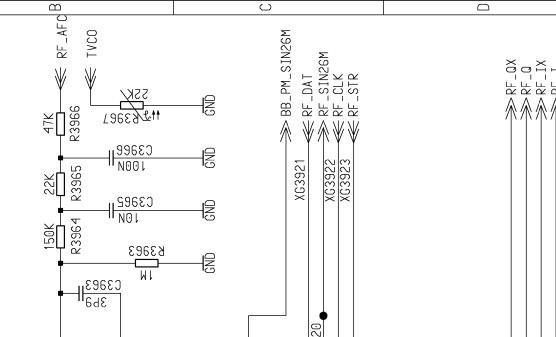 B
C
D
RF_AFC
TVCO
22K
R3967
GND
47K
R3966
C3966
100N
GND
22K
R3965
C3965
10N
GND
150K
R3964
R3963
1M
GND
C3963
3P9
BB_PM_SIN26M
RF_DAT
RF_SIN26M
RF_CLK
RF_STR
XG3921
XG3922
XG3923
20
RF_QX
RF_Q
RF_IX